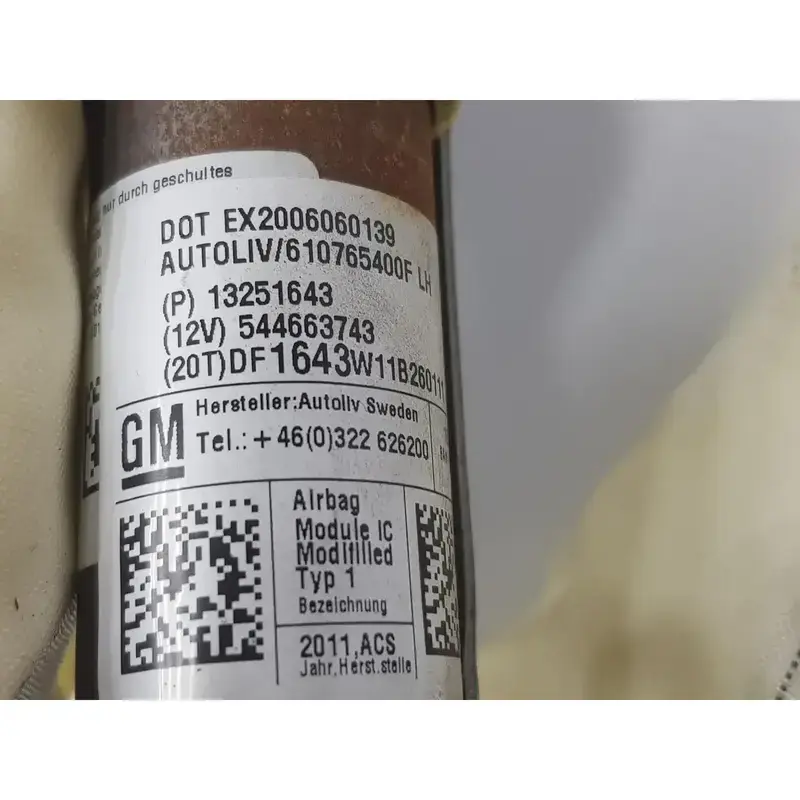 nur durch geschultes
DOT EX2006060139
AUTOLIV/610765400F LH
(P) 13251643
(12V) 544663743
(20T)DF1643W11B26011
GM
Hersteller:Autoliv Sweden
Tel.:+46(0)322 626200
Airbag
Module IC
Modifilled
Typ 1
Bezeichnung
2011,ACS
Jahr,Herst.stelle